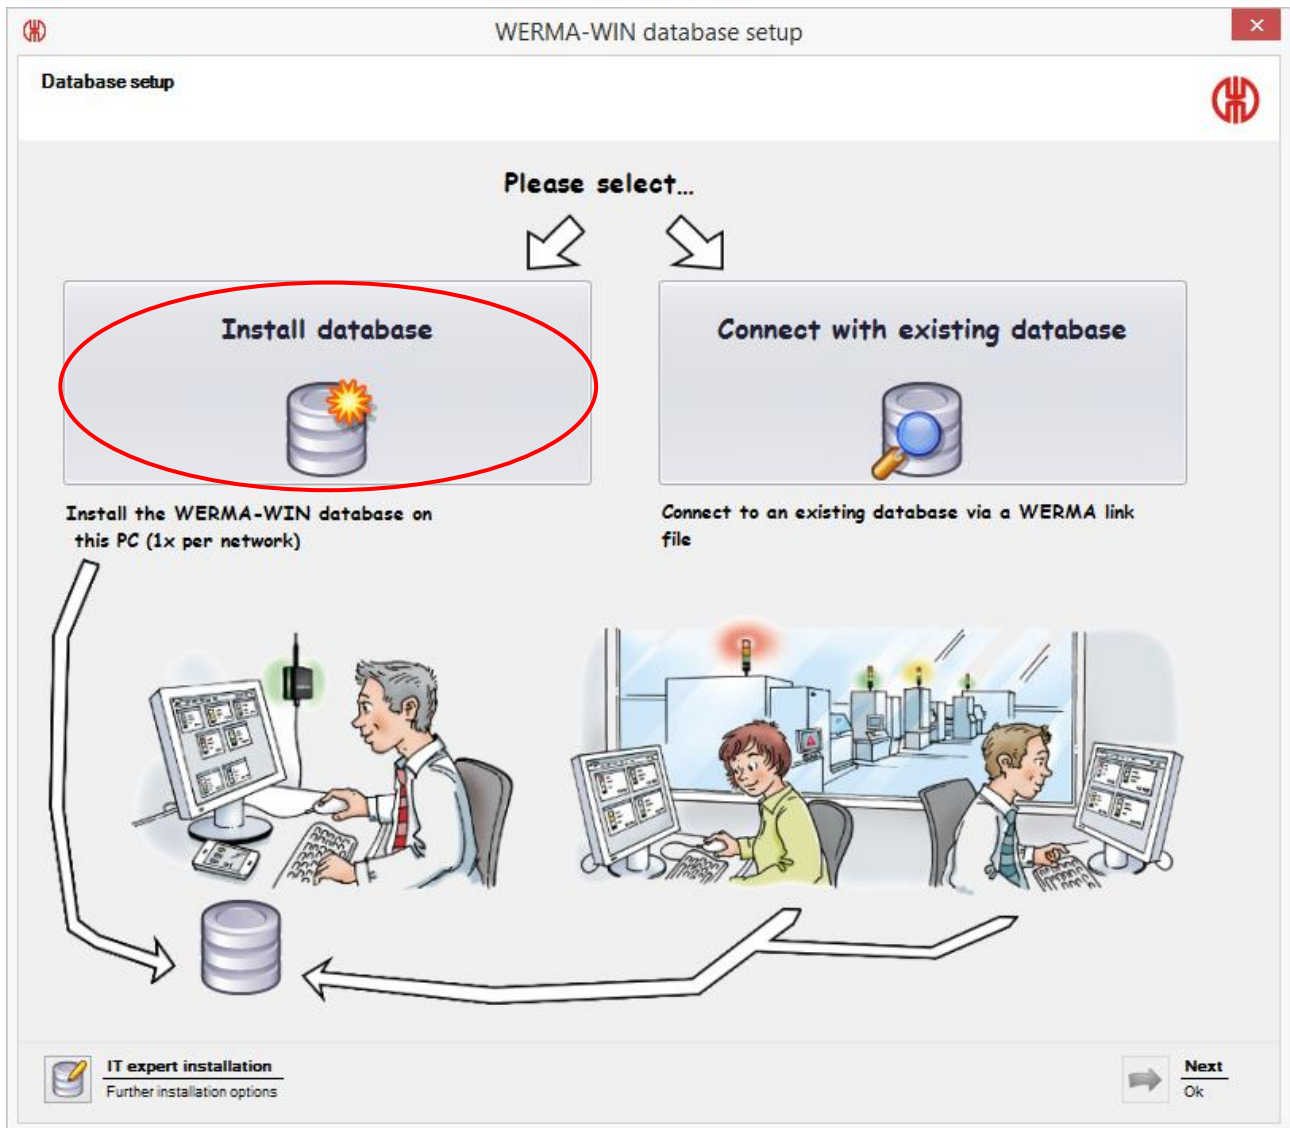 WERMA-WIN database setup
Database setup
Please select...
Install database
Connect with existing database
Install the WERMA-WIN database on
this PC (1x per network)
Connect to an existing database via a WERMA link
file
IT expert installation
Further installation options
Next
Ok